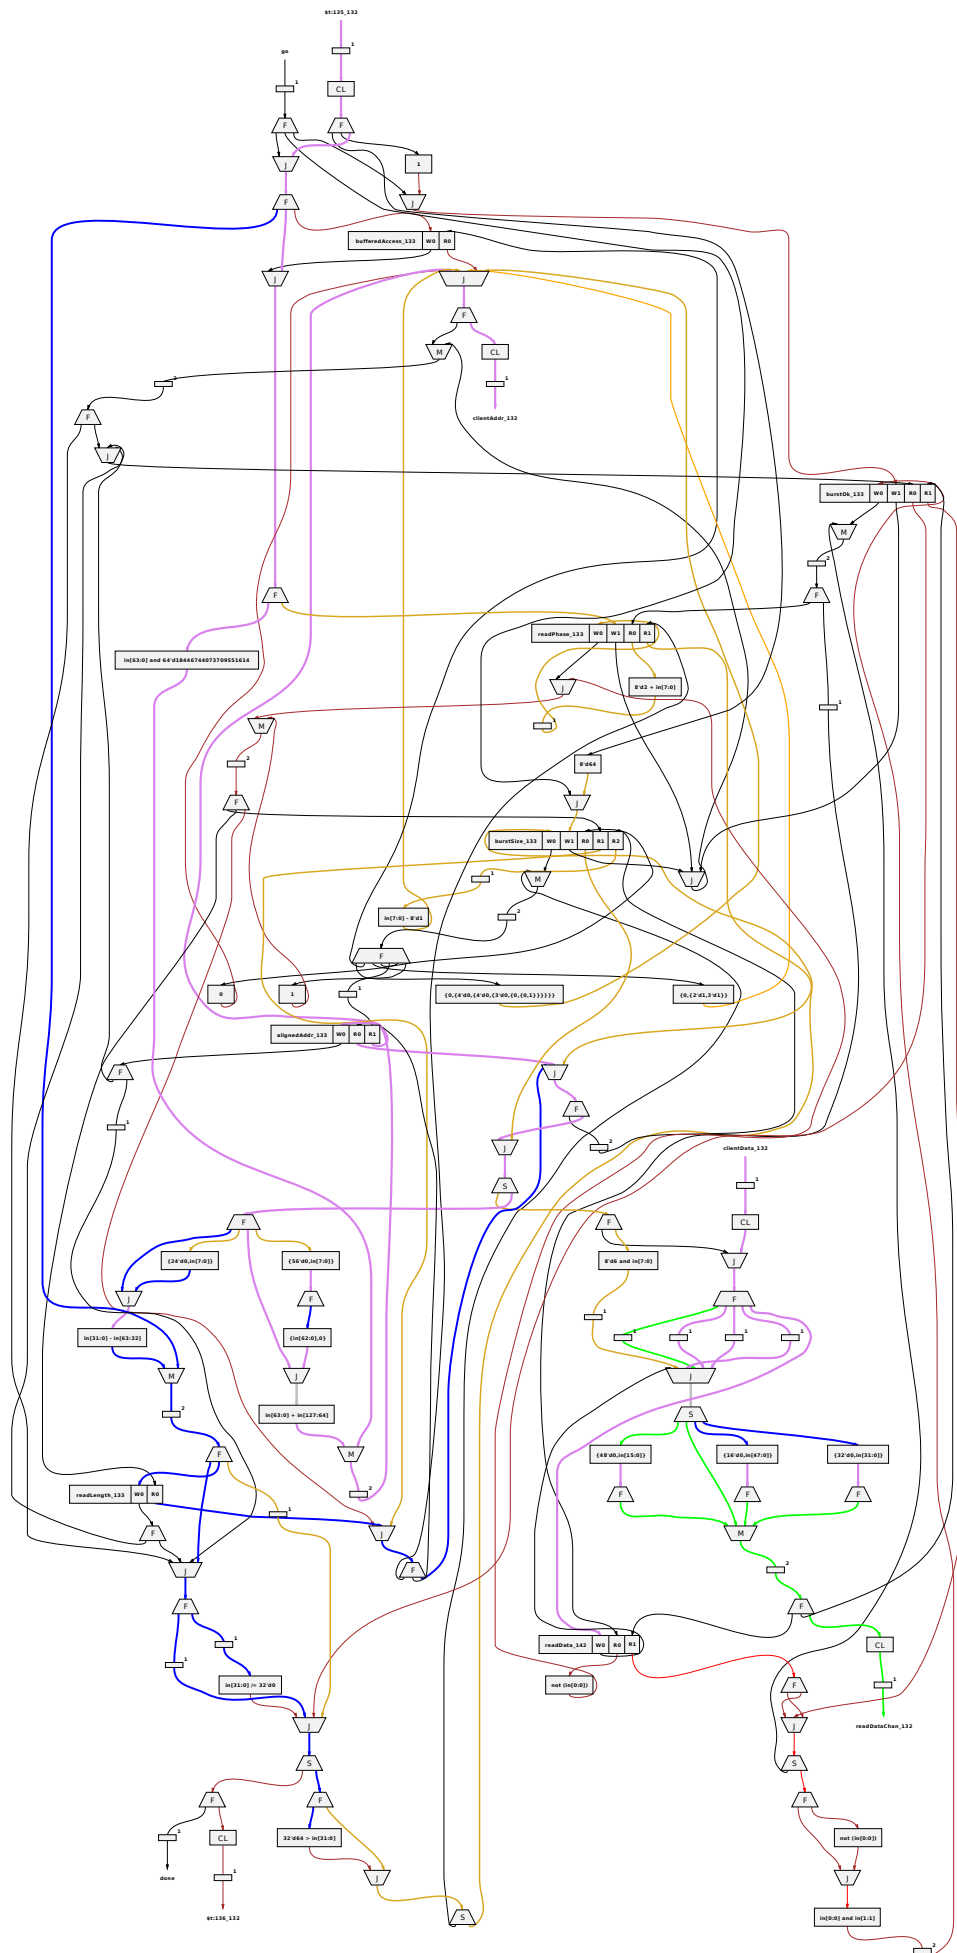 $t:135_132
1
go
CL
1
F
F
J
1
J
F
bufferedAccess_133 W0 R0
J
J
F
M
CL
2
1
clientAddr_132
F
J
burstOk_133 W0 W1 R0 R1
M
2
F
F
readPhase_133 W0 W1 R0 R1
in[63:0] and 64'd18446744073709551614
J
8'd2 + in[7:0]
1
M
1
2
8'd64
F
J
burstSize_133 W0 W1 R0 R1 R2
1
M
J
in[7:0] - 8'd1
2
F
0
1
1
{0,{4'd0,{4'd0,{3'd0,{0,{0,1}}}}}}
{0,{2'd1,3'd1}}
alignedAddr_133 W0 R0 R1
F
J
F
1
J
2
clientData_132
S
1
F
F
CL
{24'd0,in[7:0]}
{56'd0,in[7:0]}
8'd6 and in[7:0]
J
J
F
F
1
in[31:0] - in[63:32]
{in[62:0],0}
1
1
1
1
M
J
J
2
in[63:0] + in[127:64]
S
F
M
{48'd0,in[15:0]}
{16'd0,in[47:0]}
{32'd0,in[31:0]}
readLength_133 W0 R0
2
F
F
F
1
F
J
M
J
F
2
F
F
1
readData_142 W0 R0 R1
CL
1
in[31:0] /= 32'd0
not (in[0:0])
F
1
J
J
readDataChan_132
S
S
F
F
F
1
CL
32'd64 > in[31:0]
not (in[0:0])
done
1
J
J
$t:136_132
S
in[0:0] and in[1:1]
2